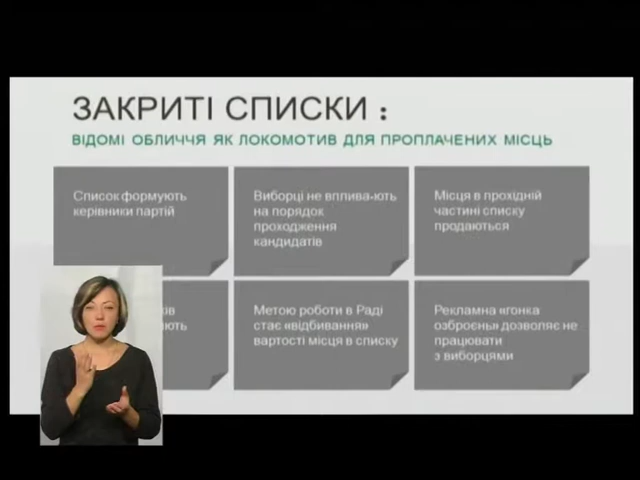 ЗАКРИТІ СПИСКИ :
ВІДОМІ ОБЛИЧЧЯ ЯК ЛОКОМОТИВ ДЛЯ ПРОПЛАЧЕНИХ МІСЦЬ
Список формують
керівники партій
Виборці не вплива-ють
на порядок
проходження
кандидатів
Місця в прохідній
частині списку
продаються
Метою роботи в Раді
стає «відбивання»
вартості місця в списку
Рекламна «гонка
озброєнь» дозволяє не
працювати
з виборцями